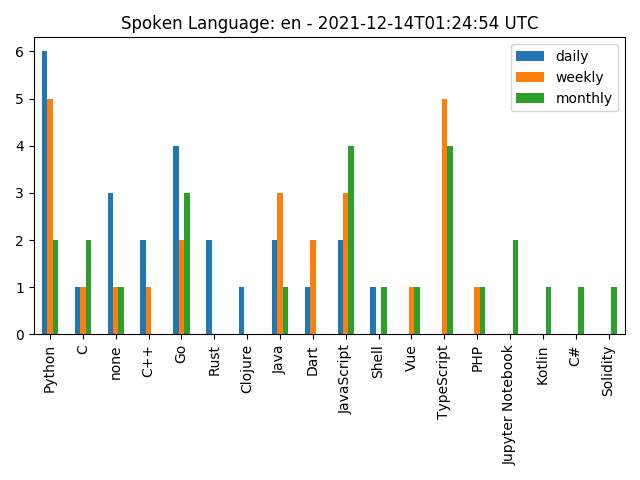 Spoken Language: en - 2021-12-14T01:24:54 UTC
daily
weekly
monthly
6
5
4
3
2
1
0
Python
C
none
C++
Go
Rust
Clojure
Java
Dart
JavaScript
Shell
Vue
TypeScript
PHP
Jupyter Notebook
Kotlin
C#
Solidity